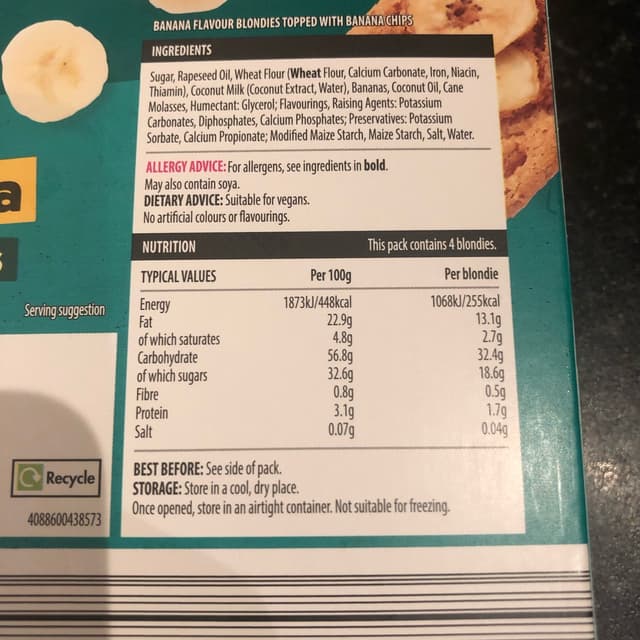 BANANA FLAVOUR BLONDIES TOPPED WITH BANANA CHIPS
INGREDIENTS
Sugar, Rapeseed Oil, Wheat Flour (Wheat Flour, Calcium Carbonate, Iron, Niacin,
Thiamin), Coconut Milk (Coconut Extract, Water), Bananas, Coconut Oil, Cane
Molasses, Humectant: Glycerol; Flavourings, Raising Agents: Potassium
Carbonates, Diphosphates, Calcium Phosphates; Preservatives: Potassium
Sorbate, Calcium Propionate; Modified Maize Starch, Maize Starch, Salt, Water.
ALLERGY ADVICE: For allergens, see ingredients in bold.
May also contain soya.
DIETARY ADVICE: Suitable for vegans.
No artificial colours or flavourings.
NUTRITION This pack contains 4 blondies.
TYPICAL VALUES Per 100g Per blondie
Energy 1873kJ/448kcal 1068kJ/255kcal
Fat 22.9g 13.1g
of which saturates 4.8g 2.7g
Carbohydrate 56.8g 32.4g
of which sugars 32.6g 18.6g
Fibre 0.8g 0.5g
Protein 3.1g 1.7g
Salt 0.07g 0.04g
BEST BEFORE: See side of pack.
STORAGE: Store in a cool, dry place.
Once opened, store in an airtight container. Not suitable for freezing.
a
s
Serving suggestion
Recycle
4088600438573